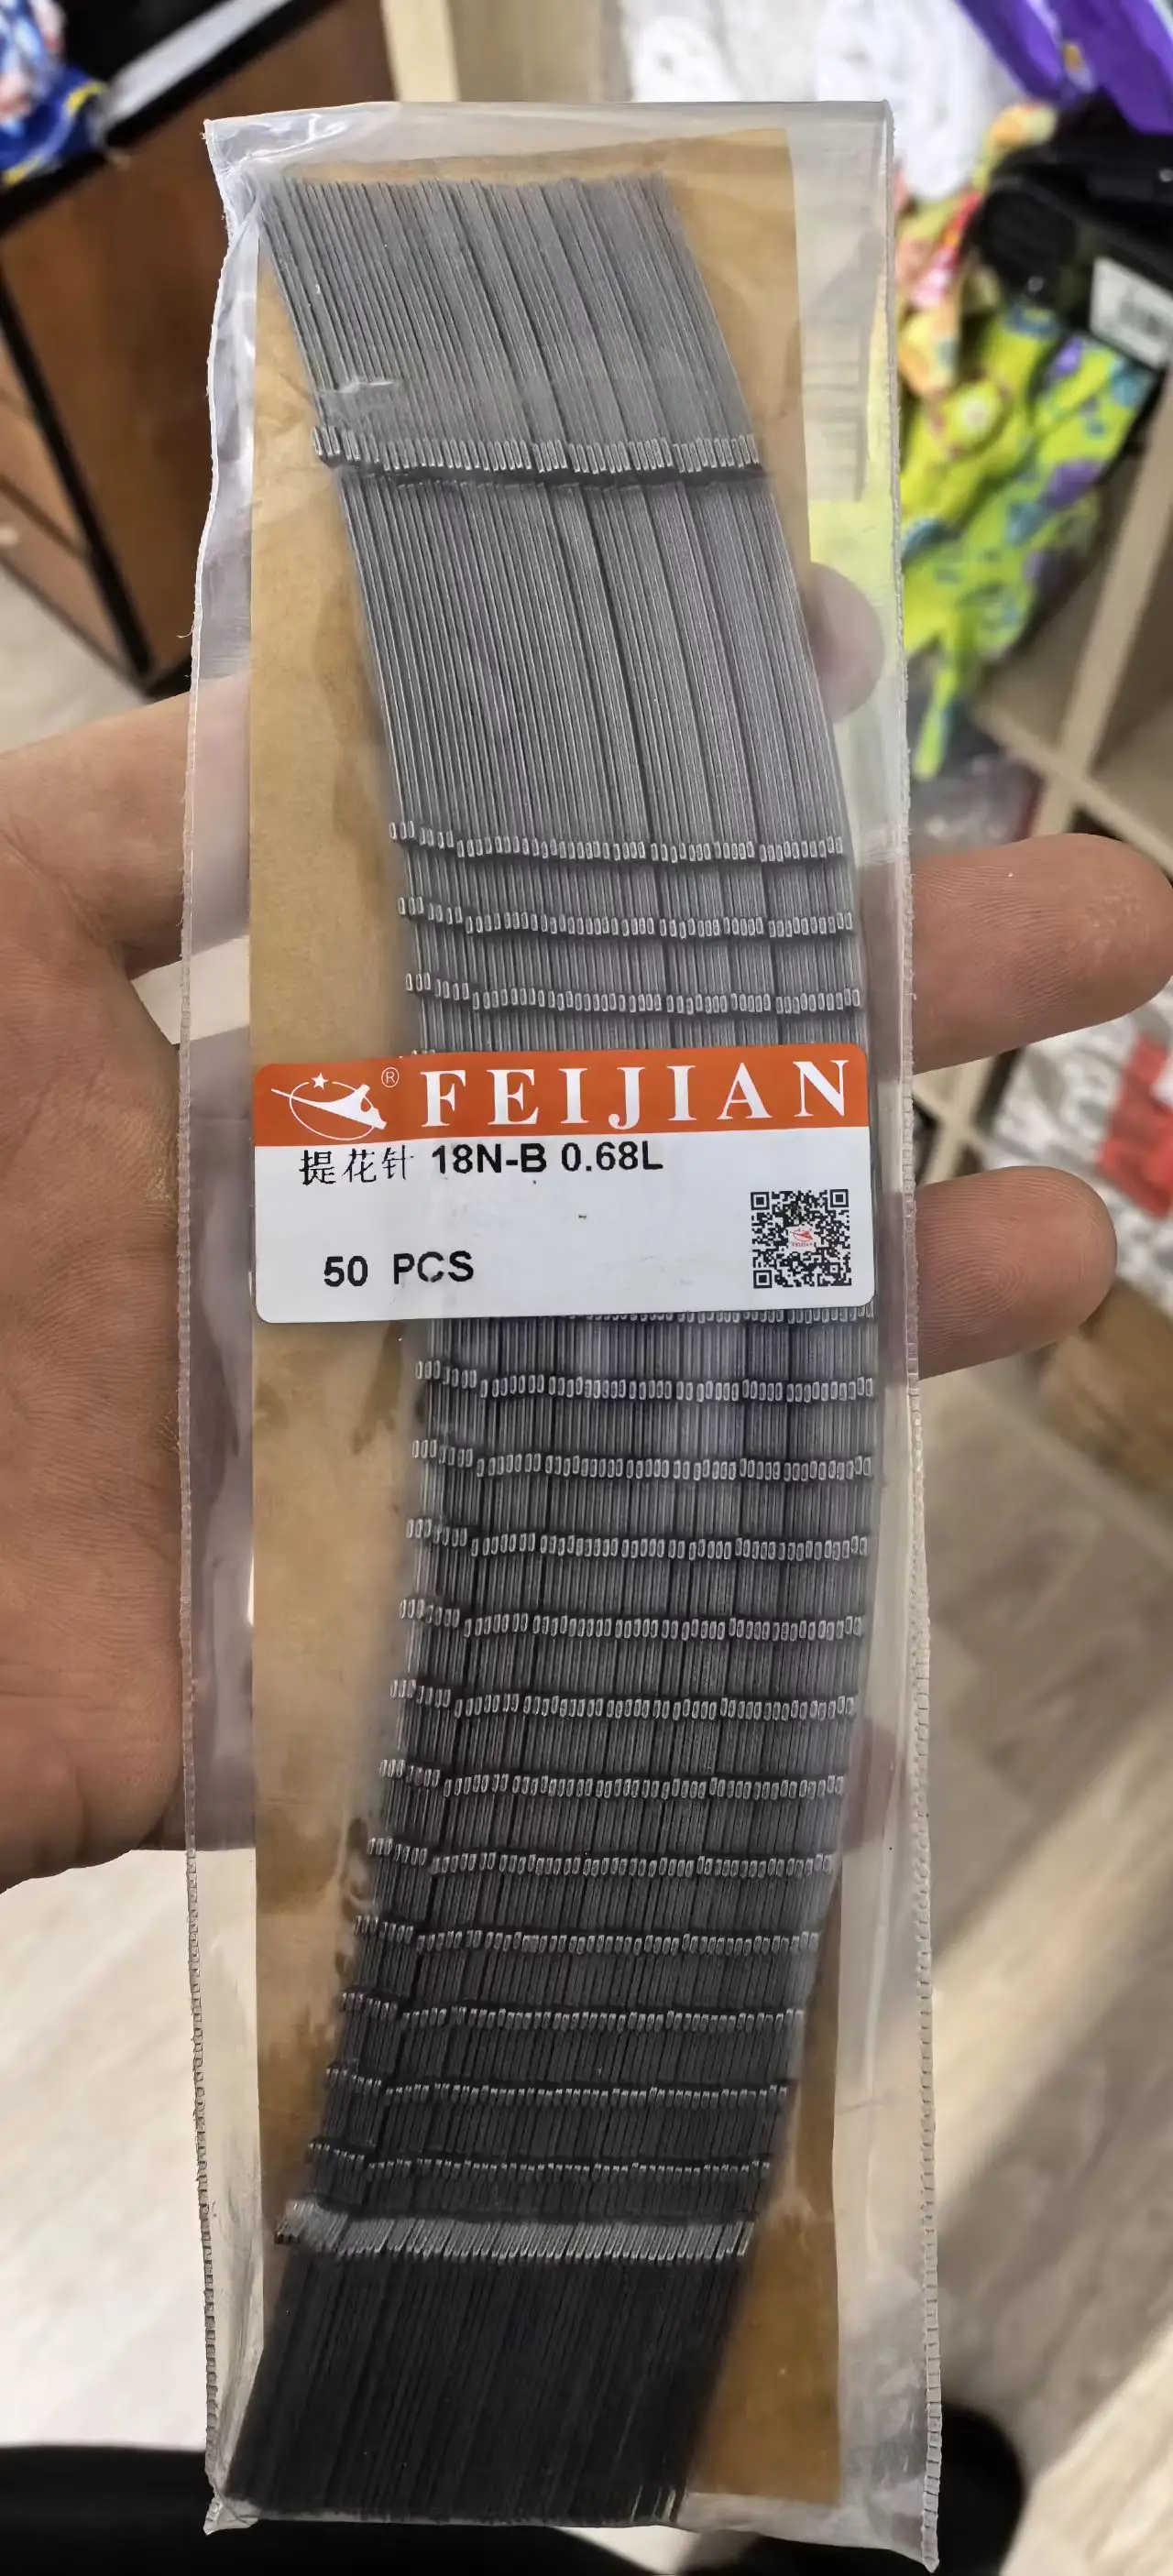 ® FEIJIAN
提花针 18N-B 0.68L
50 PCS